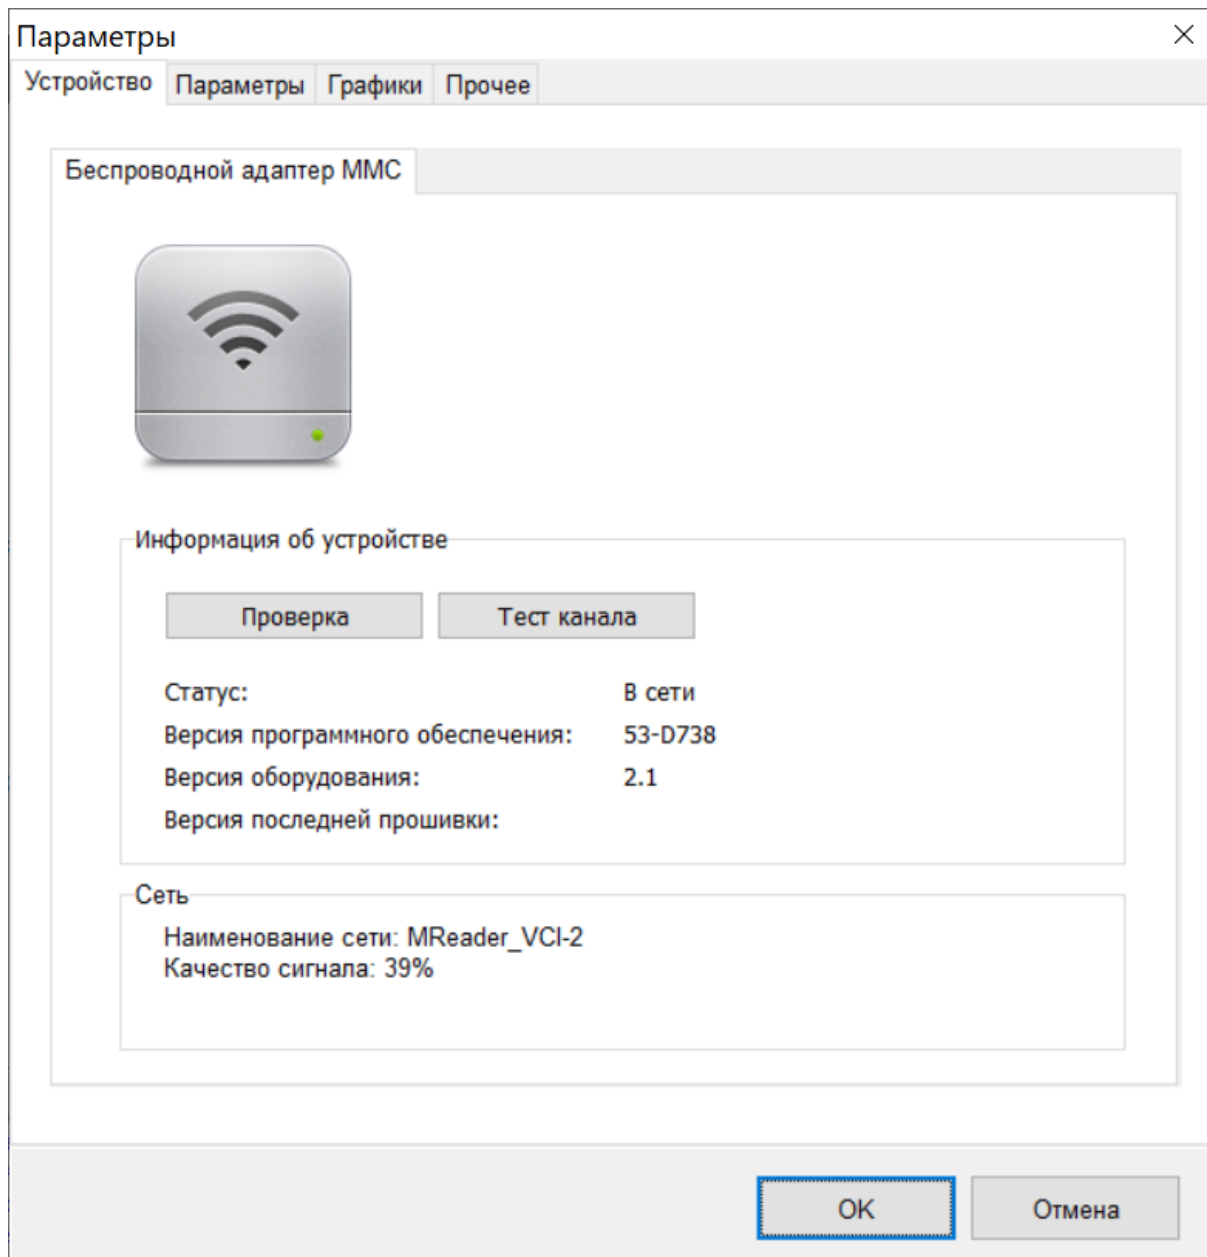 Параметры
Устройство Параметры Графики Прочее
Беспроводной адаптер ММС
Информация об устройстве
Проверка Тест канала
Статус: В сети
Версия программного обеспечения: 53-D738
Версия оборудования: 2.1
Версия последней прошивки:
Сеть
Наименование сети: MReader_VCI-2
Качество сигнала: 39%
OK Отмена